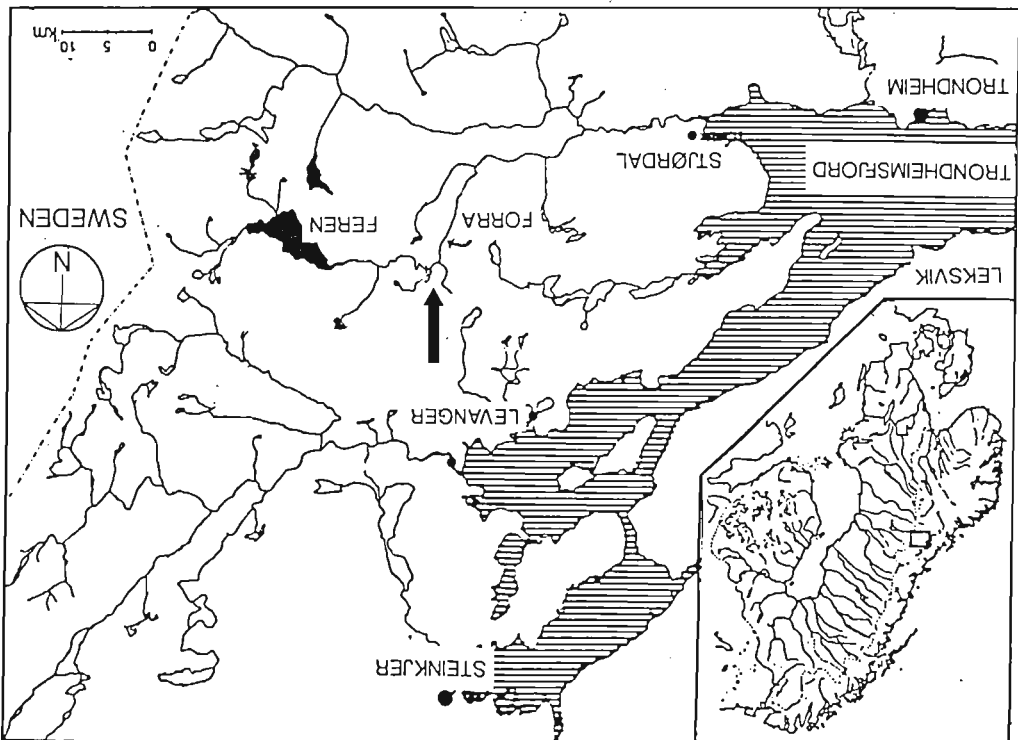 STEINKJER
LEVANGER
LEKSVIK
N
SWEDEN
FORRA
FEREN
TRONDHEIMSFJORD
STJØRDAL
TRONDHEIM
0 5 10
km